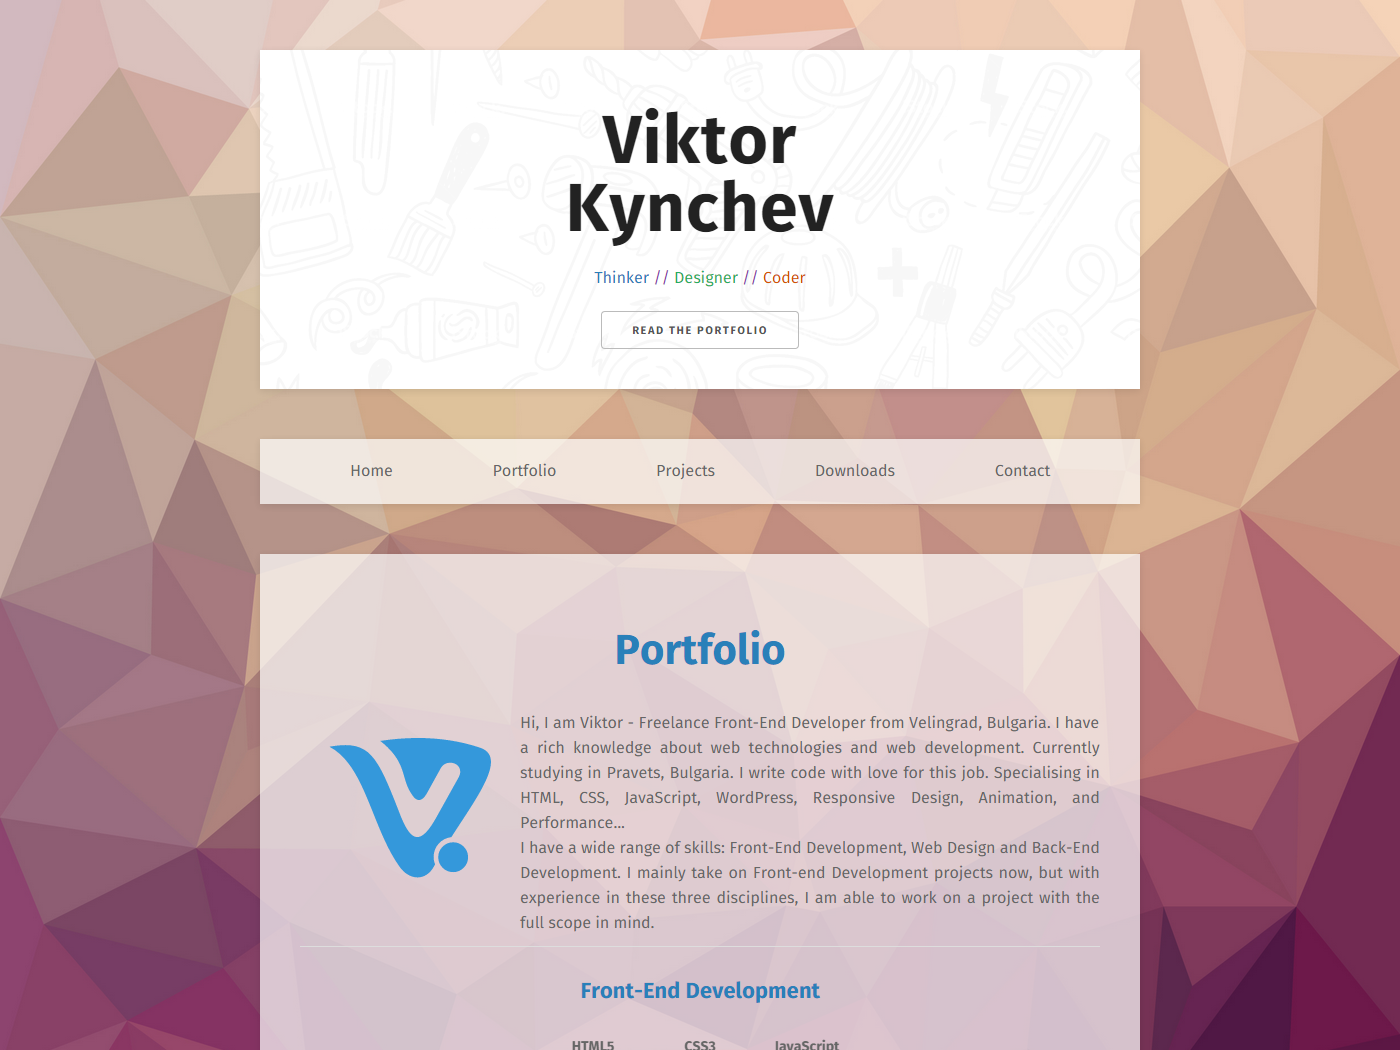 Viktor
Kynchev
Thinker // Designer // Coder
READ THE PORTFOLIO
Home Portfolio Projects Downloads Contact
Portfolio
Hi, I am Viktor - Freelance Front-End Developer from Velingrad, Bulgaria. I have
a rich knowledge about web technologies and web development. Currently
studying in Pravets, Bulgaria. I write code with love for this job. Specialising in
HTML, CSS, JavaScript, WordPress, Responsive Design, Animation, and
Performance...
I have a wide range of skills: Front-End Development, Web Design and Back-End
Development. I mainly take on Front-end Development projects now, but with
experience in these three disciplines, I am able to work on a project with the
full scope in mind.
Front-End Development
HTML5 CSS3 JavaScript